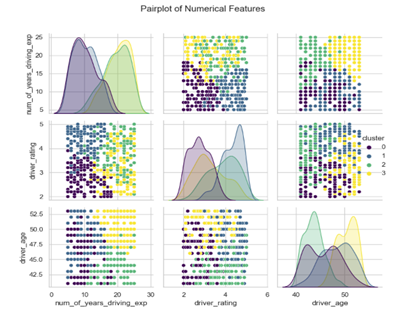 Pairplot of Numerical Features
num_of_years_driving_exp
25
20
15
10
5
driver_rating
5
4
3
2
cluster
0
1
2
3
driver_age
52.5
50.0
47.5
45.0
42.5
0 10 20 30
num_of_years_driving_exp
2 4 6
driver_rating
40 50
driver_age